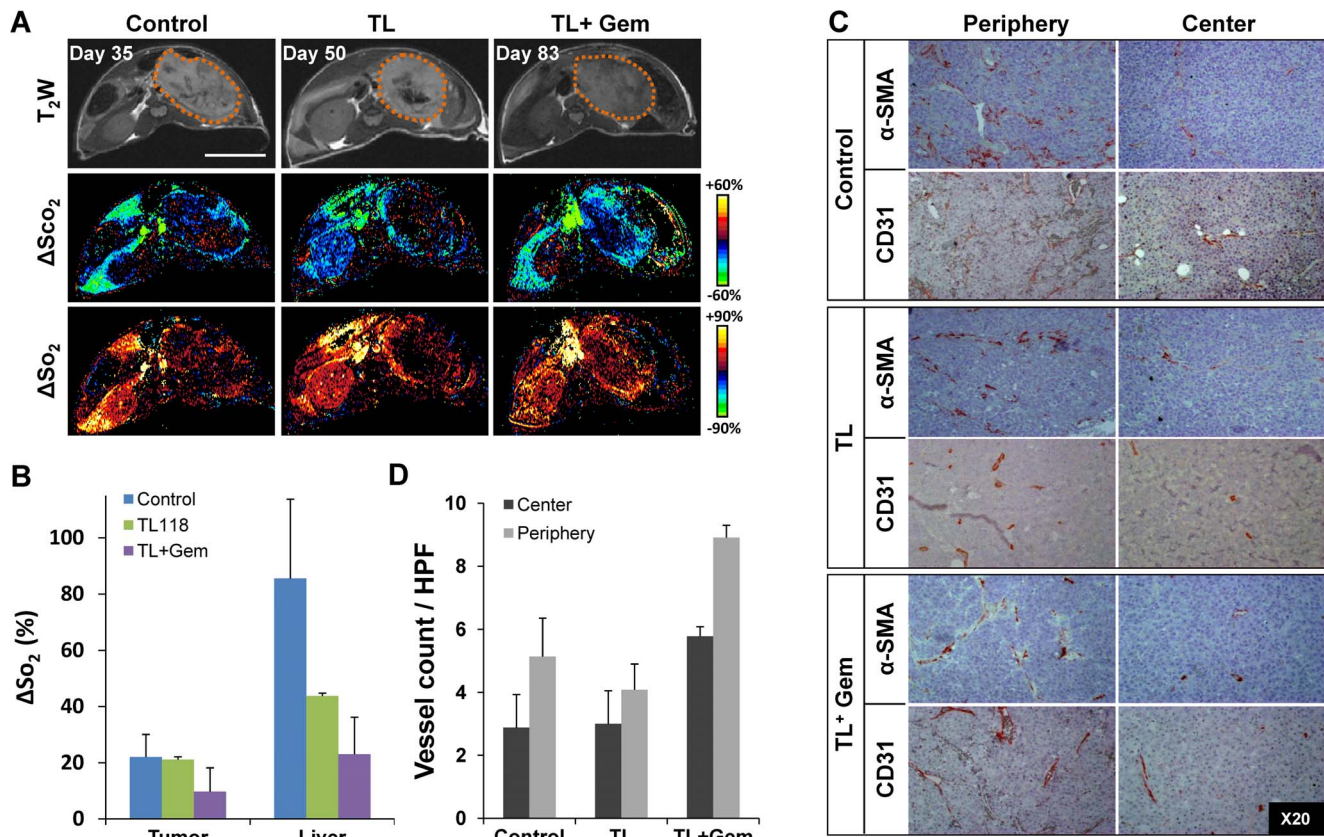 A
Control
TL
TL+ Gem
T₂W
Day 35
Day 50
Day 83
ΔSco₂
+60%
-60%
ΔSo₂
+90%
-90%
B
ΔSo₂ (%)
100
80
60
40
20
0
Control
TL118
TL+Gem
Tumor
Liver
D
Vessel count / HPF
10
8
6
4
2
0
Center
Periphery
Control
TL
TL+Gem
C
Periphery
Center
Control
α-SMA
CD31
TL
α-SMA
CD31
TL⁺ Gem
α-SMA
CD31
X20